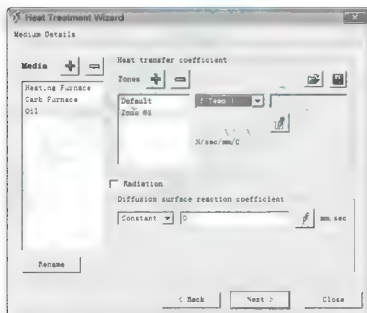 Heat Treatment Wizard
Medium Details
Media
Heat transfer coefficient
Zones
Heating Furnace
Carb Furnace
Oil
Default
Zone 01
f Temp )
N/sec/mm/C
Radiation
Diffusion surface reaction coefficient
Constant
0
mm.sec
Rename
< Back
Next >
Close